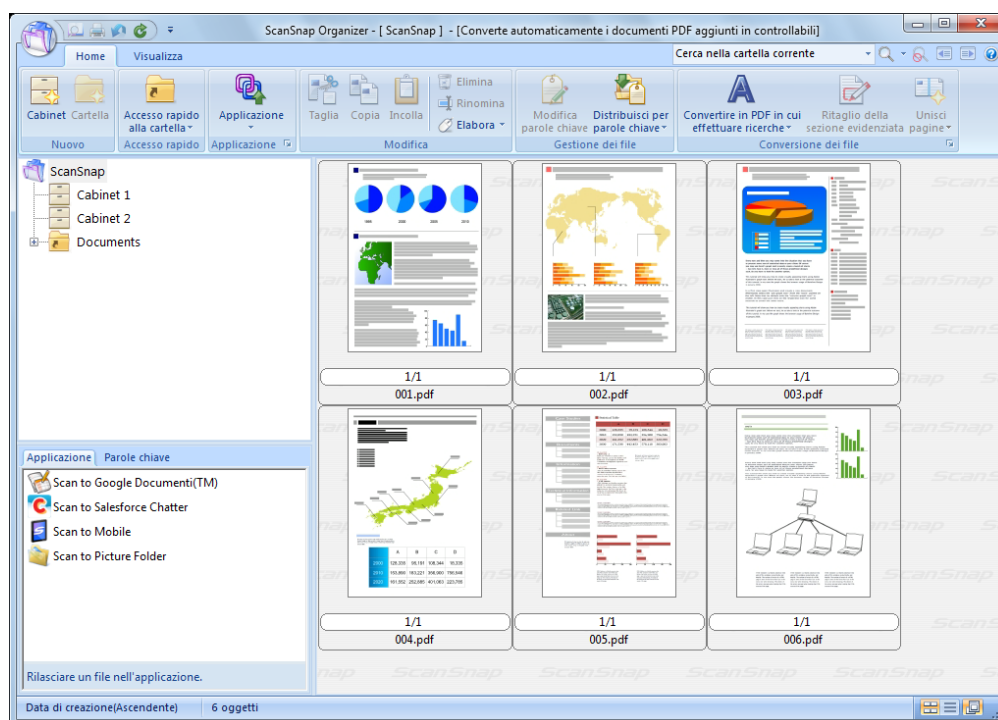 ScanSnap Organizer - [ ScanSnap ] - [Converte automaticamente i documenti PDF aggiunti in controllabili]
Home Visualizza
Cerca nella cartella corrente
Cabinet Cartella
Accesso rapido
alla cartella
Applicazione
Taglia Copia Incolla
Elimina
Rinomina
Elabora
Modifica
parole chiave
Distribuisci per
parole chiave
Convertire in PDF in cui
effettuare ricerche
Ritaglio della
sezione evidenziata
Unisci
pagine
Nuovo Accesso rapido Applicazione Modifica Gestione dei file Conversione dei file
ScanSnap
Cabinet 1
Cabinet 2
Documents
Applicazione Parole chiave
Scan to Google Documenti(TM)
Scan to Salesforce Chatter
Scan to Mobile
Scan to Picture Folder
Rilasciare un file nell'applicazione.
1/1 1/1 1/1
001.pdf 002.pdf 003.pdf
1/1 1/1 1/1
004.pdf 005.pdf 006.pdf
ScanSnap ScanSnap ScanSnap
Data di creazione(Ascendente) 6 oggetti